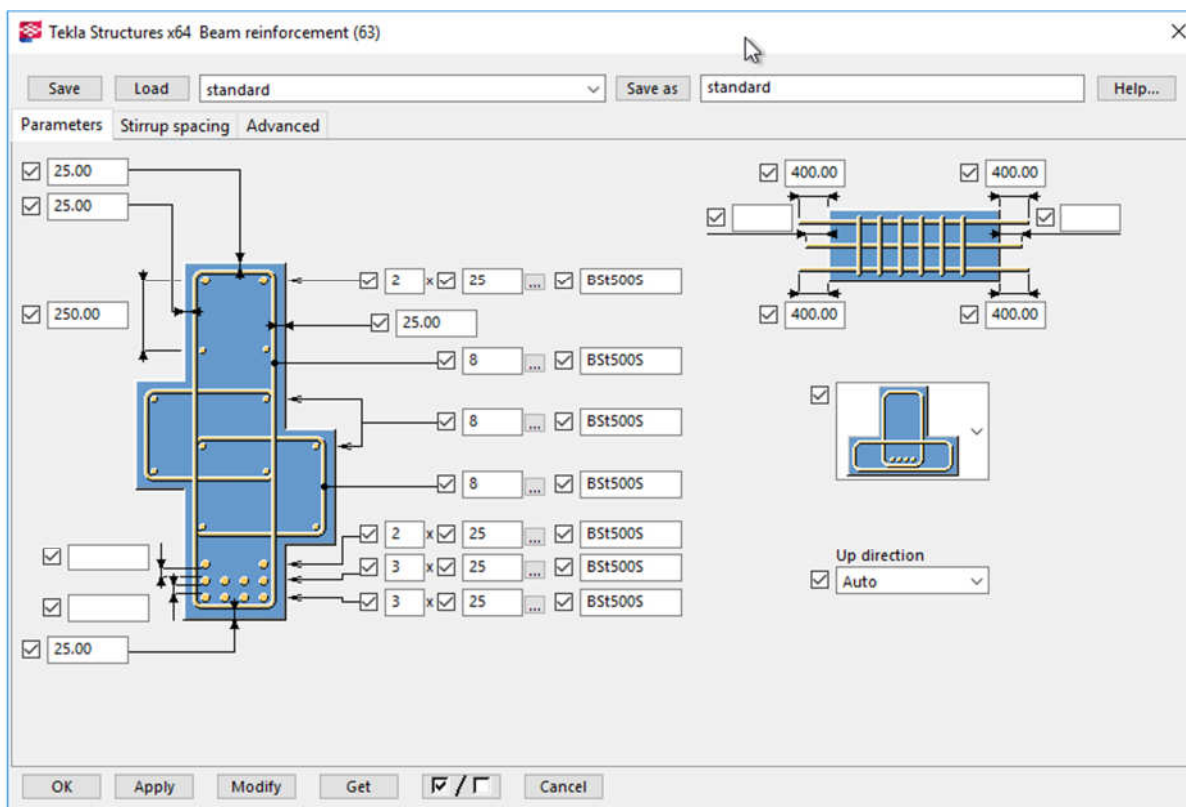 Tekla Structures x64 Beam reinforcement (63)
Save Load standard Save as standard Help...
Parameters Stirrup spacing Advanced
25.00
25.00
250.00
2 x 25 ... BSt500S
25.00
8 ... BSt500S
8 ... BSt500S
8 ... BSt500S
2 x 25 ... BSt500S
3 x 25 ... BSt500S
3 x 25 ... BSt500S
25.00
400.00 400.00
400.00 400.00
Up direction
Auto
OK Apply Modify Get / Cancel